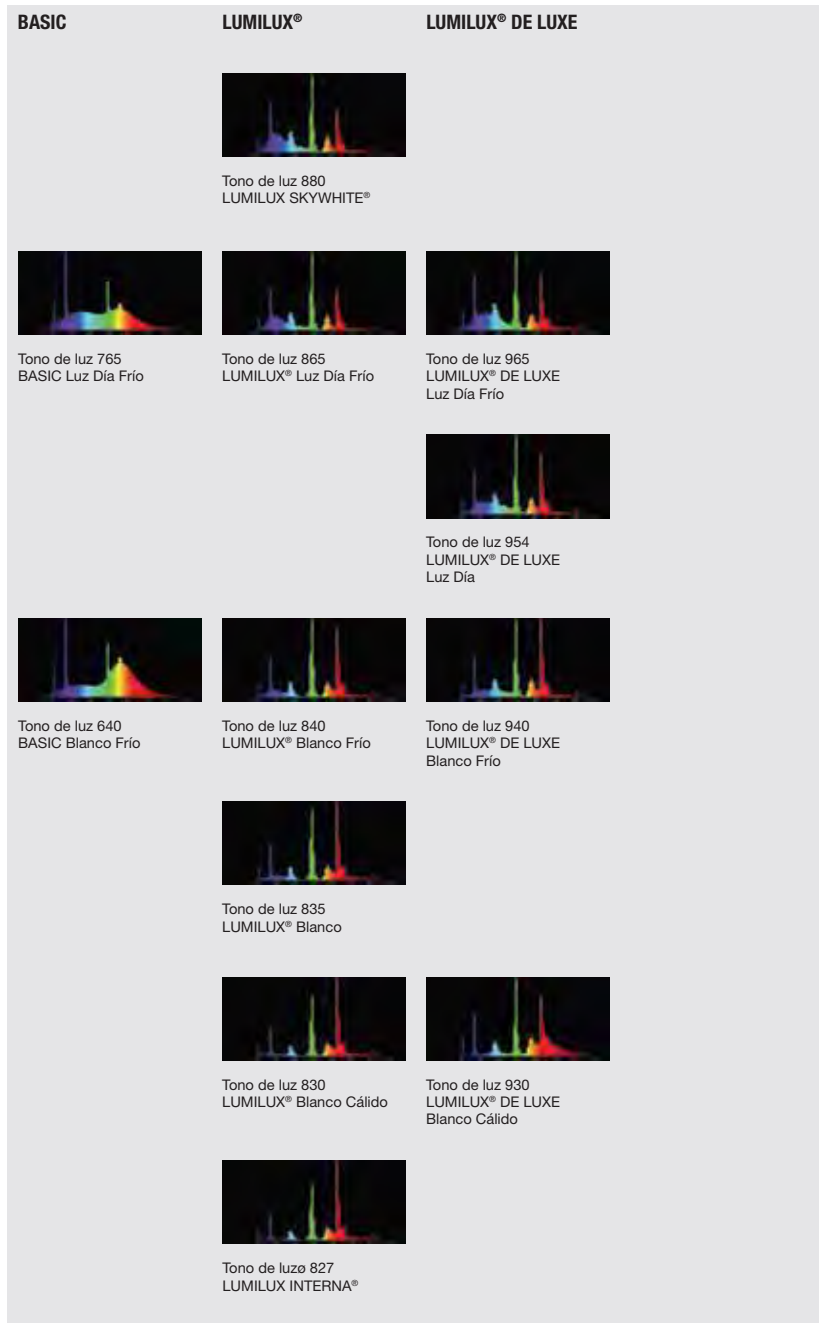 BASIC
LUMILUX®
LUMILUX® DE LUXE
Tono de luz 880
LUMILUX SKYWHITE®
Tono de luz 765
BASIC Luz Día Frío
Tono de luz 865
LUMILUX® Luz Día Frío
Tono de luz 965
LUMILUX® DE LUXE
Luz Día Frío
Tono de luz 954
LUMILUX® DE LUXE
Luz Día
Tono de luz 640
BASIC Blanco Frío
Tono de luz 840
LUMILUX® Blanco Frío
Tono de luz 940
LUMILUX® DE LUXE
Blanco Frío
Tono de luz 835
LUMILUX® Blanco
Tono de luz 830
LUMILUX® Blanco Cálido
Tono de luz 930
LUMILUX® DE LUXE
Blanco Cálido
Tono de luzø 827
LUMILUX INTERNA®